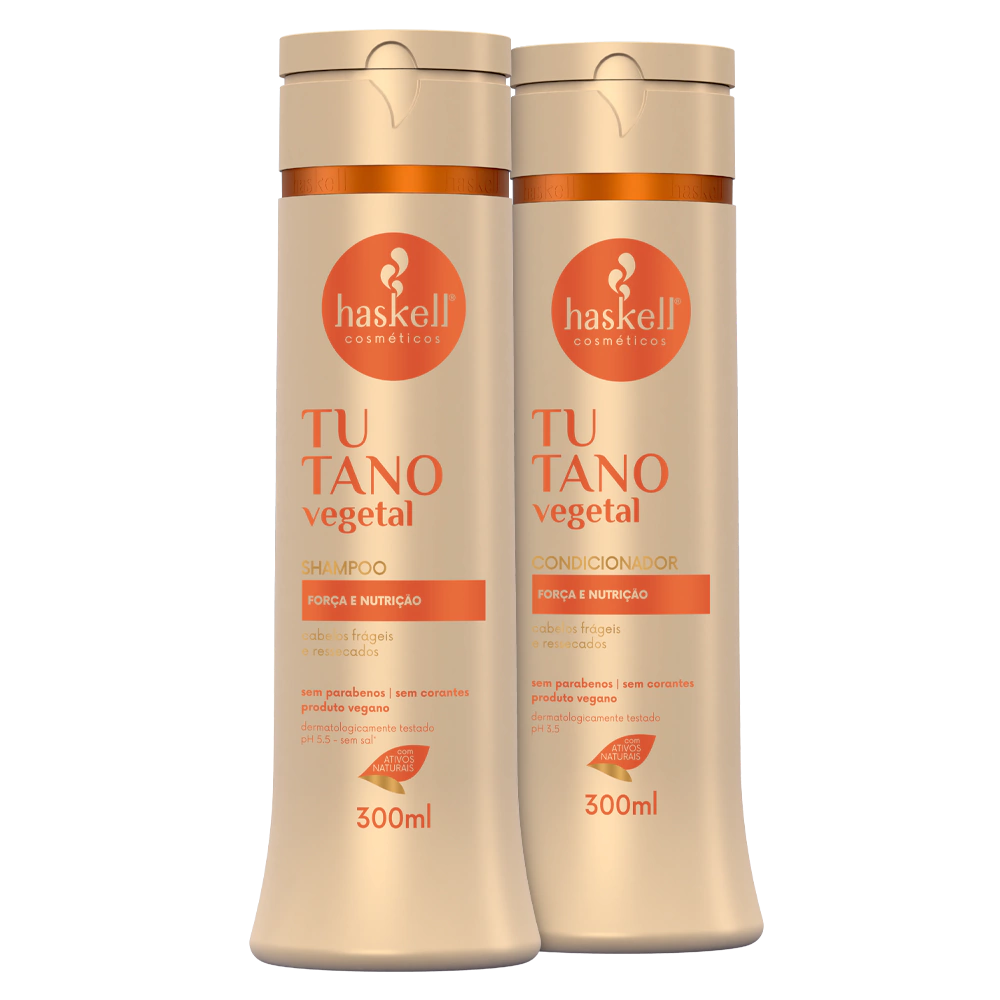 haskell
haskell®
cosméticos
TU
TANO
vegetal
SHAMPOO
FORÇA E NUTRIÇÃO
cabelos frágeis
e ressecados
sem parabenos | sem corantes
produto vegano
dermatologicamente testado
pH 5.5 - sem sal*
com
ATIVOS
NATURAIS
300ml
haskell
haskell®
cosméticos
TU
TANO
vegetal
CONDICIONADOR
FORÇA E NUTRIÇÃO
cabelos frágeis
e ressecados
sem parabenos | sem corantes
produto vegano
dermatologicamente testado
pH 3.5
com
ATIVOS
NATURAIS
300ml